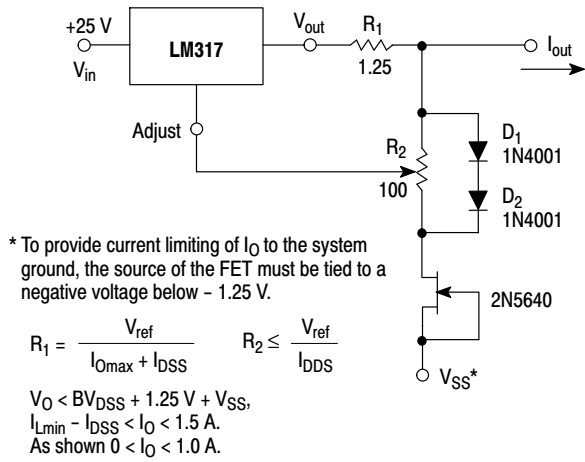 +25 V
V_in
LM317
V_out
R_1
1.25
I_out
Adjust
R_2
100
D_1
1N4001
D_2
1N4001
* To provide current limiting of I_O to the system
ground, the source of the FET must be tied to a
negative voltage below – 1.25 V.
2N5640
R_1 = V_ref / (I_Omax + I_DSS)
R_2 ≤ V_ref / I_DDS
V_SS*
V_O < BV_DSS + 1.25 V + V_SS,
I_Lmin – I_DSS < I_O < 1.5 A.
As shown 0 < I_O < 1.0 A.